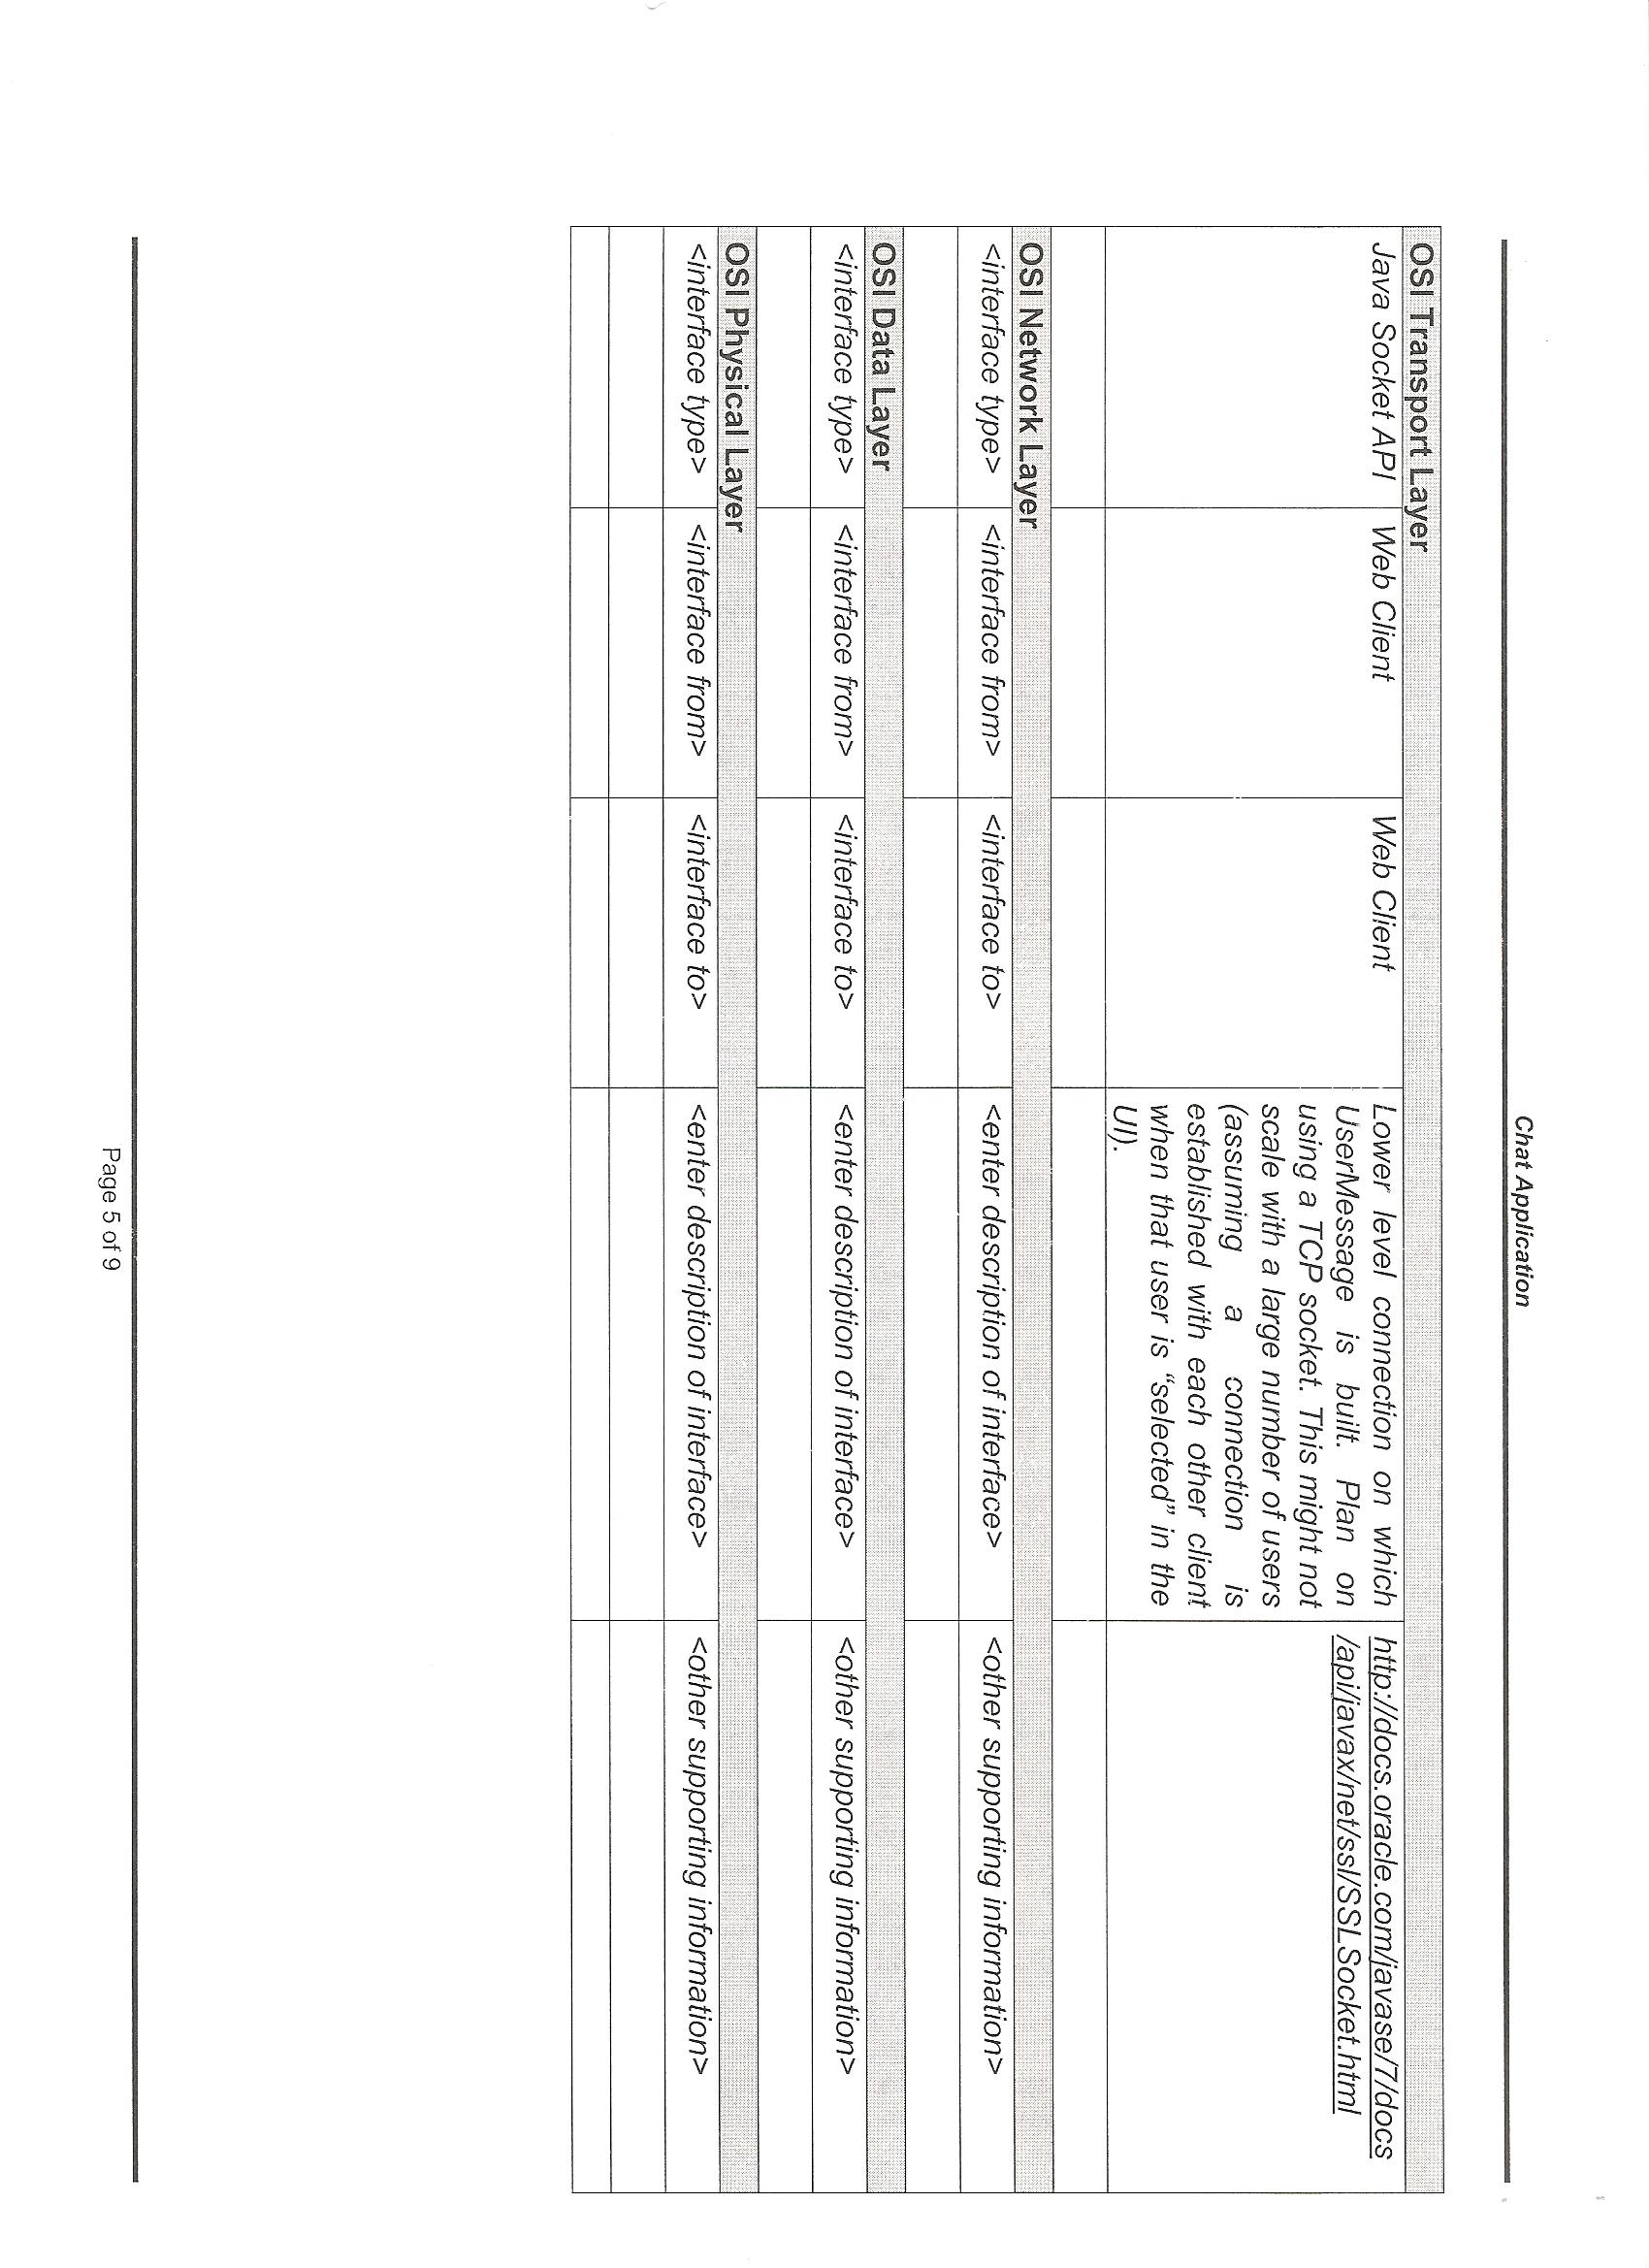 Chat Application
OSI Transport Layer
Java Socket API
Web Client
Web Client
Lower level connection on which
UserMessage is built. Plan on
using a TCP socket. This might not
scale with a large number of users
(assuming a connection is
established with each other client
when that user is “selected” in the
UI).
http://docs.oracle.com/javase/7/docs
/api/javax/net/ssl/SSLSocket.html
OSI Network Layer
<interface type>
<interface from>
<interface to>
<enter description of interface>
<other supporting information>
OSI Data Layer
<interface type>
<interface from>
<interface to>
<enter description of interface>
<other supporting information>
OSI Physical Layer
<interface type>
<interface from>
<interface to>
<enter description of interface>
<other supporting information>
Page 5 of 9